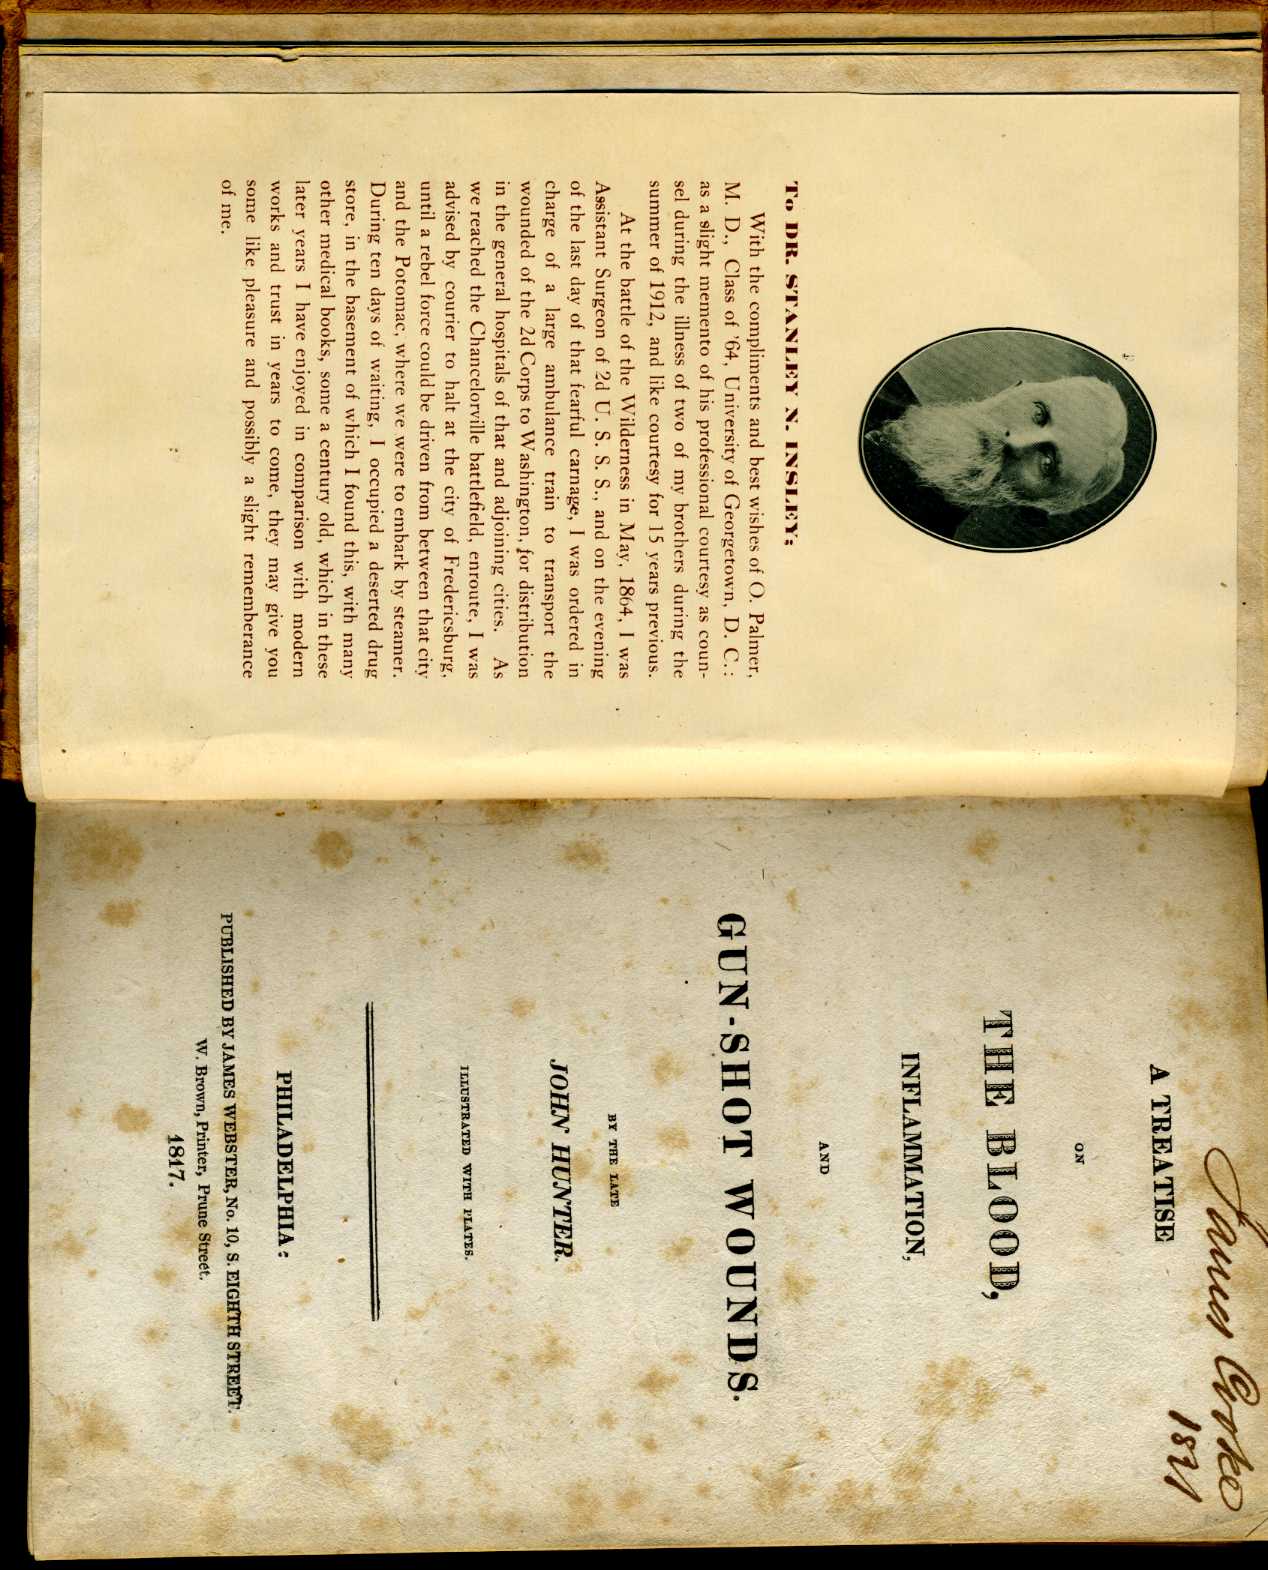 To DR. STANLEY N. INSLEY:
With the compliments and best wishes of O. Palmer,
M. D., Class of '64, University of Georgetown, D. C.:
as a slight memento of his professional courtesy as coun-
sel during the illness of two of my brothers during the
summer of 1912, and like courtesy for 15 years previous.
At the battle of the Wilderness in May, 1864, I was
Assistant Surgeon of 2d U. S. S. S., and on the evening
of the last day of that fearful carnage, I was ordered in
charge of a large ambulance train to transport the
wounded of the 2d Corps to Washington, for distribution
in the general hospitals of that and adjoining cities. As
we reached the Chancelorville battlefield, enroute, I was
advised by courier to halt at the city of Fredericsburg,
until a rebel force could be driven from between that city
and the Potomac, where we were to embark by steamer.
During ten days of waiting, I occupied a deserted drug
store, in the basement of which I found this, with many
other medical books, some a century old, which in these
later years I have enjoyed in comparison with modern
works and trust in years to come, they may give you
some like pleasure and possibly a slight rememberance
of me.
James Cooke
1821
A TREATISE
ON
THE BLOOD,
INFLAMMATION,
AND
GUN-SHOT WOUNDS.
BY THE LATE
JOHN HUNTER.
ILLUSTRATED WITH PLATES.
PHILADELPHIA:
PUBLISHED BY JAMES WEBSTER, No. 10, S. EIGHTH STREET.
W. Brown, Printer, Prune Street.
1817.